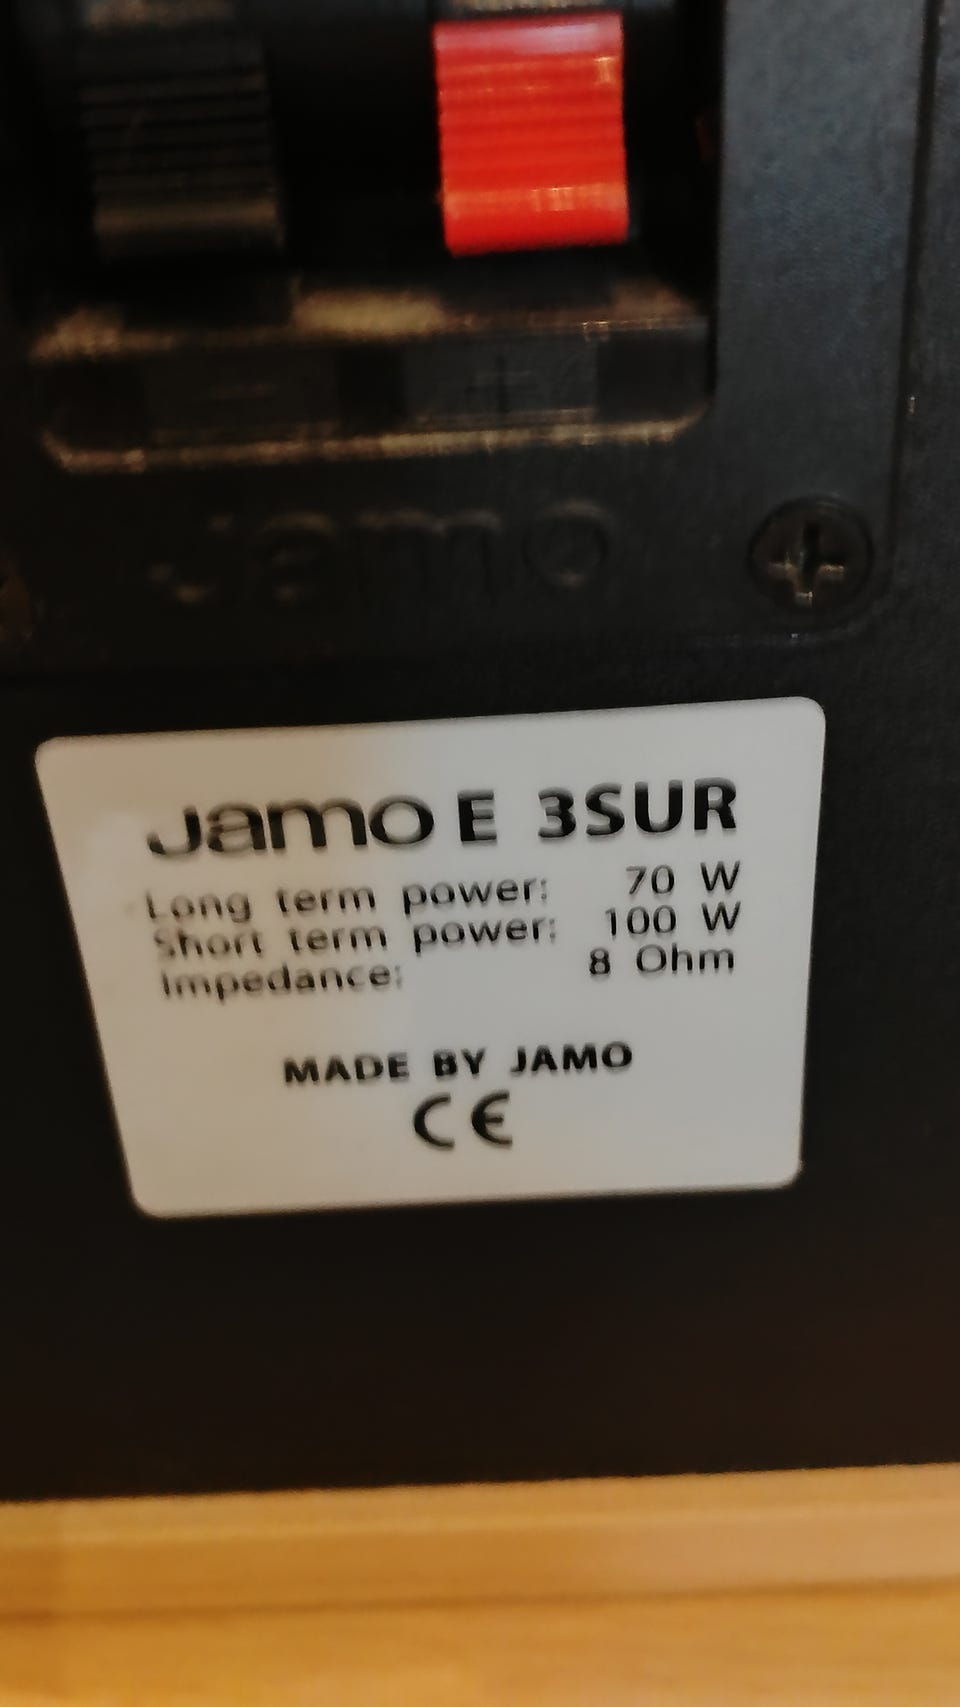 - +
Jamo
Jamo E 3SUR
Long term power: 70 W
Short term power: 100 W
Impedance: 8 Ohm
MADE BY JAMO
CE